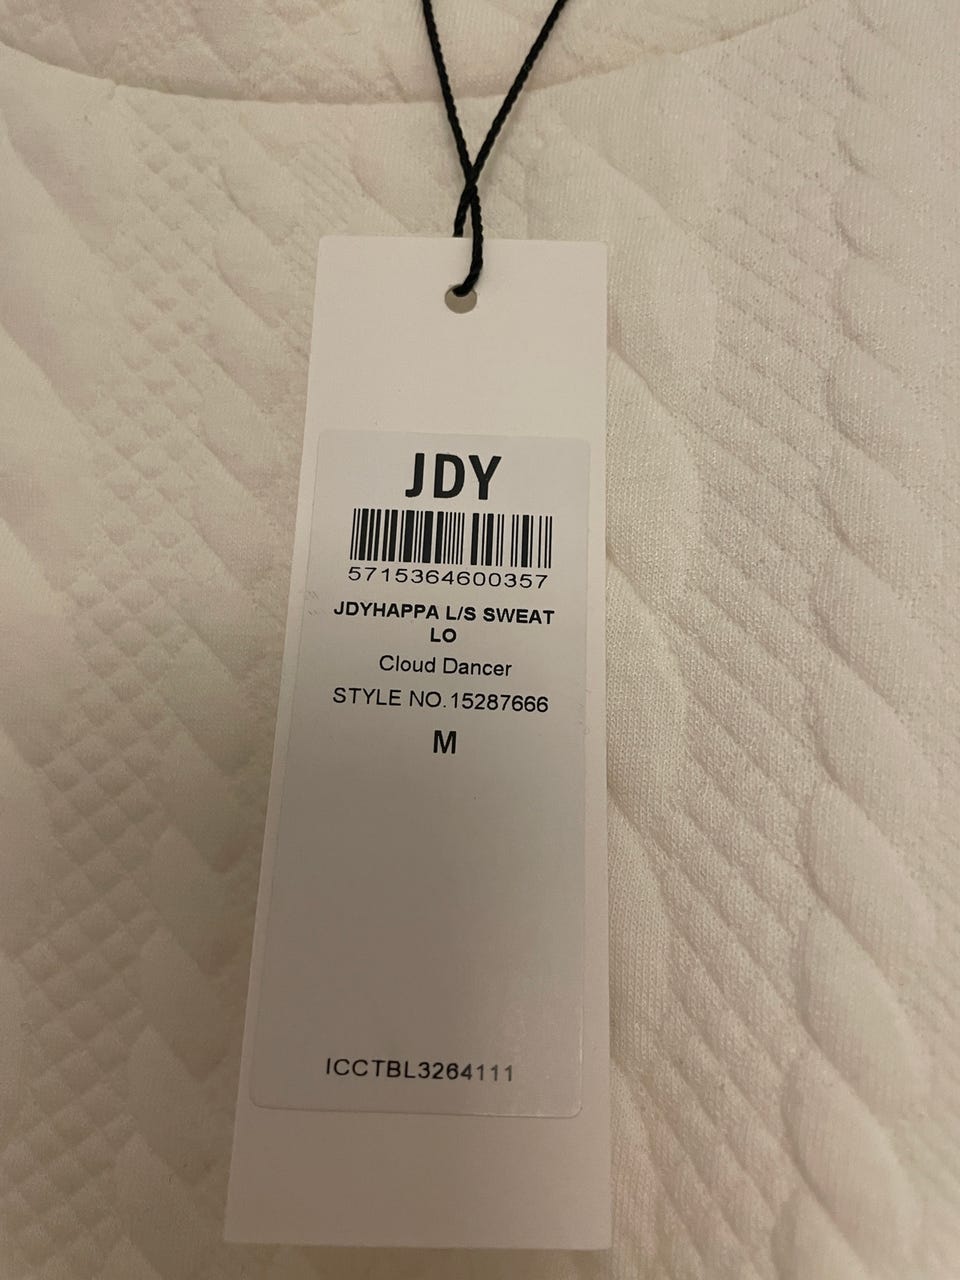 JDY
5715364600357
JDYHAPPA L/S SWEAT
LO
Cloud Dancer
STYLE NO.15287666
M
ICCTBL3264111